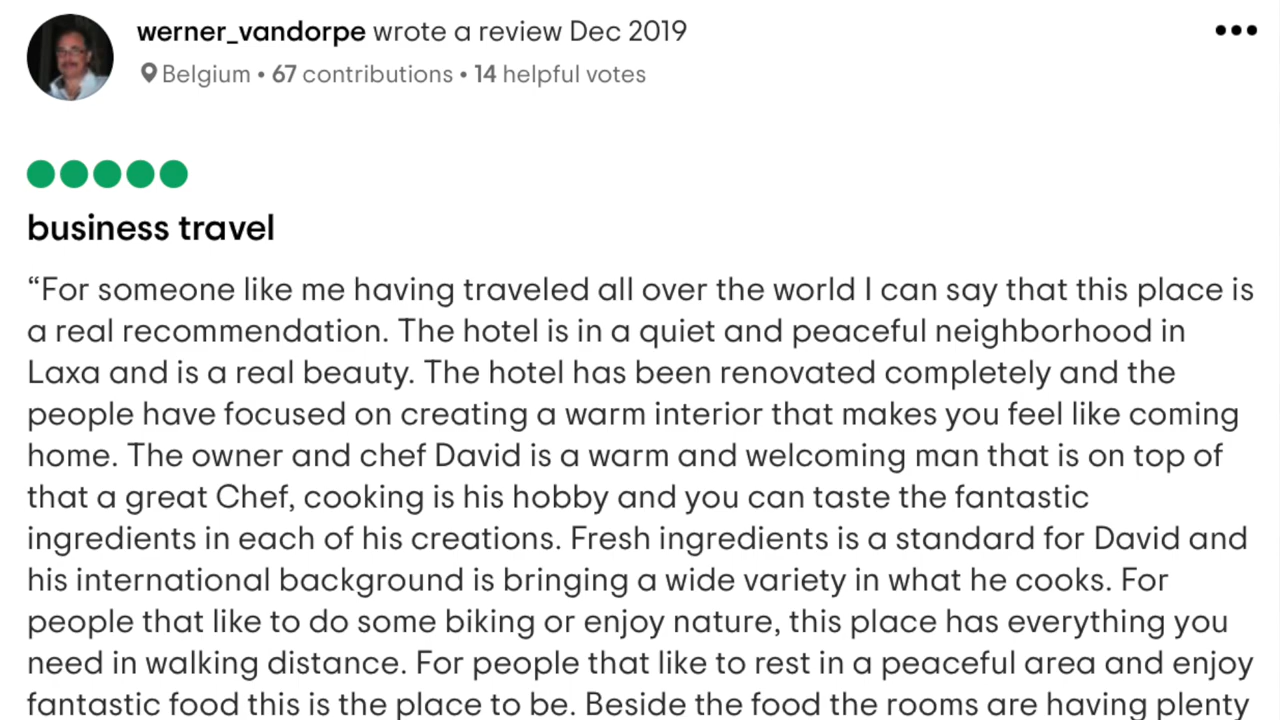 werner_vandorpe wrote a review Dec 2019
Belgium • 67 contributions • 14 helpful votes
business travel
“For someone like me having traveled all over the world I can say that this place is
a real recommendation. The hotel is in a quiet and peaceful neighborhood in
Laxa and is a real beauty. The hotel has been renovated completely and the
people have focused on creating a warm interior that makes you feel like coming
home. The owner and chef David is a warm and welcoming man that is on top of
that a great Chef, cooking is his hobby and you can taste the fantastic
ingredients in each of his creations. Fresh ingredients is a standard for David and
his international background is bringing a wide variety in what he cooks. For
people that like to do some biking or enjoy nature, this place has everything you
need in walking distance. For people that like to rest in a peaceful area and enjoy
fantastic food this is the place to be. Beside the food the rooms are having plenty